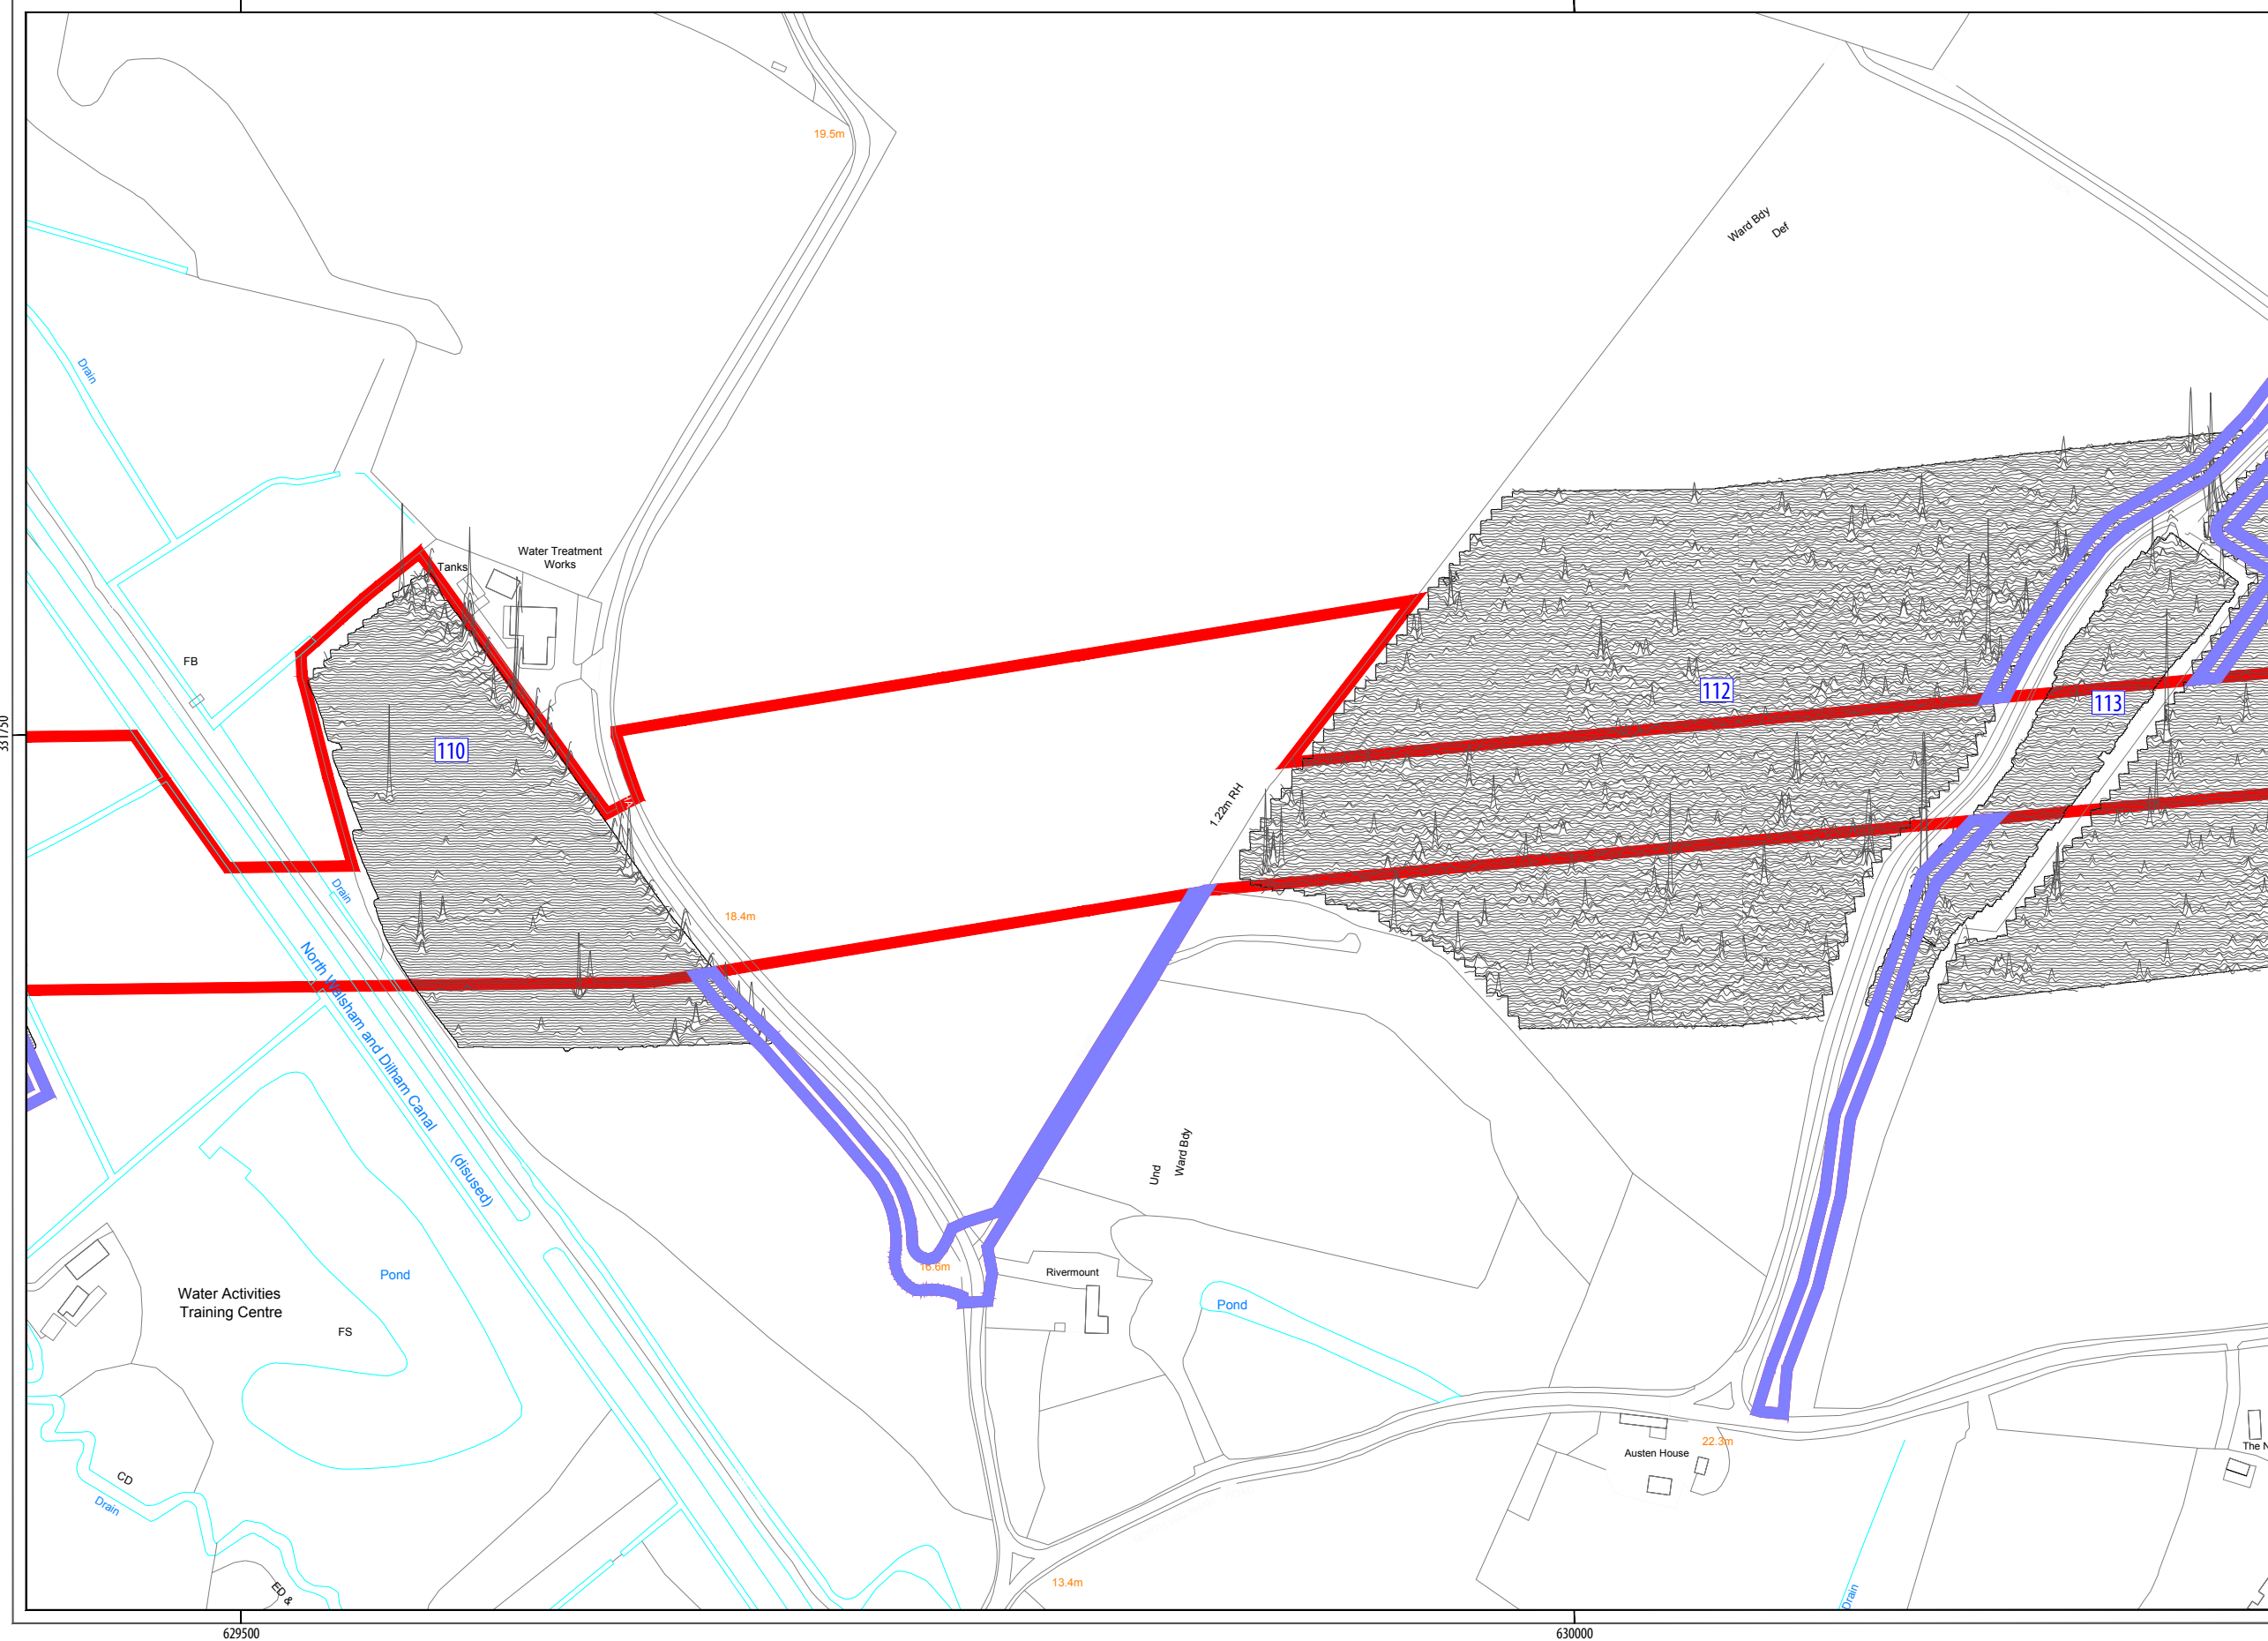 19.5m
Ward Bdy
Def
Drain
Water Treatment
Works
Tanks
FB
112
113
110
331750
1.22m RH
Drain
18.4m
North Walsham and Dilham Canal
(disused)
Und
Ward Bdy
16.6m
Rivermount
Pond
Water Activities
Training Centre
Pond
FS
22.3m
Austen House
The N
CD
Drain
13.4m
ED &
Drain
629500
630000